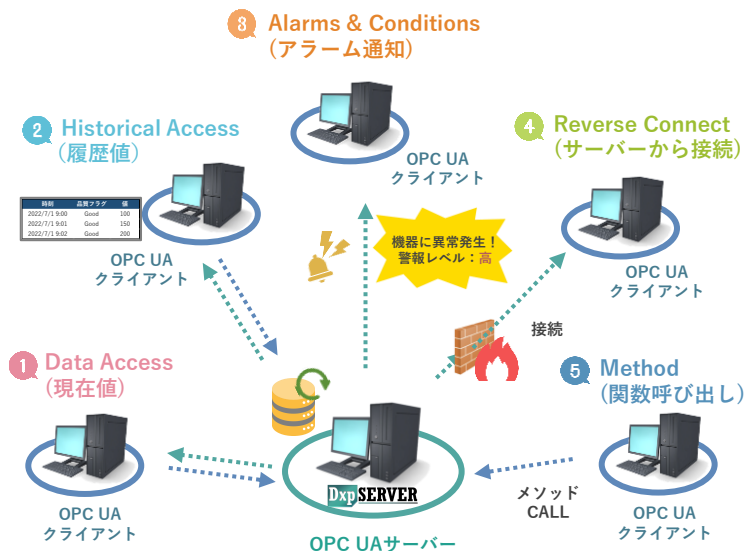 3 Alarms & Conditions
(アラーム通知)
OPC UA
クライアント
2 Historical Access
(履歴値)
時刻 品質フラグ 値
2022/7/1 9:00 Good 100
2022/7/1 9:01 Good 150
2022/7/1 9:02 Good 200
OPC UA
クライアント
4 Reverse Connect
(サーバーから接続)
OPC UA
クライアント
機器に異常発生！
警報レベル：高
接続
1 Data Access
(現在値)
OPC UA
クライアント
DxpSERVER
OPC UAサーバー
5 Method
(関数呼び出し)
メソッド
CALL
OPC UA
クライアント